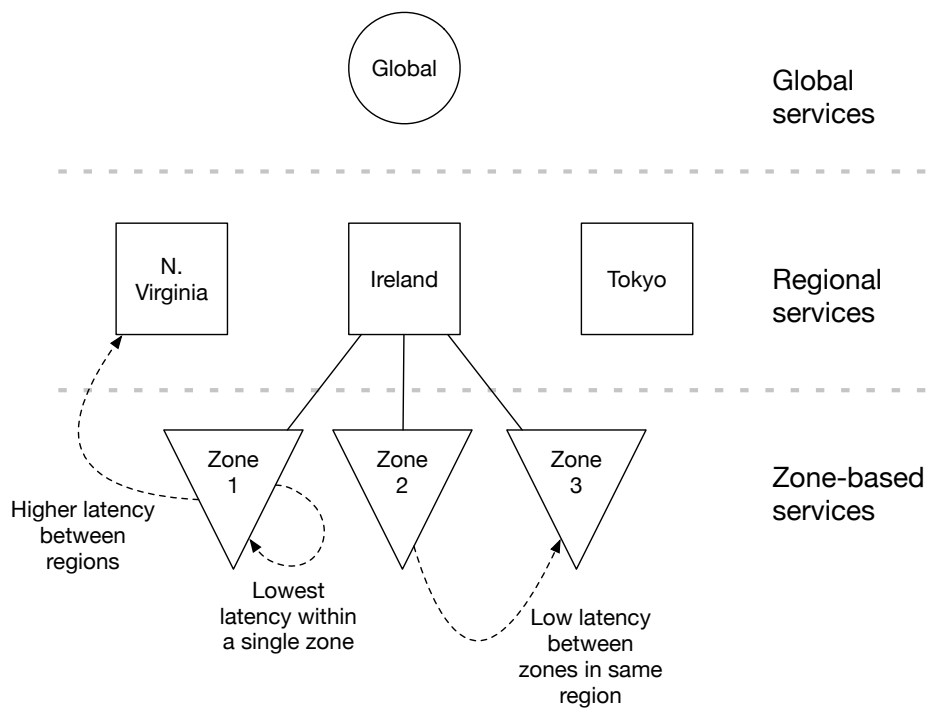 Global
Global
services
N.
Virginia
Ireland
Tokyo
Regional
services
Zone
1
Zone
2
Zone
3
Zone-based
services
Higher latency
between
regions
Lowest
latency within
a single zone
Low latency
between
zones in same
region